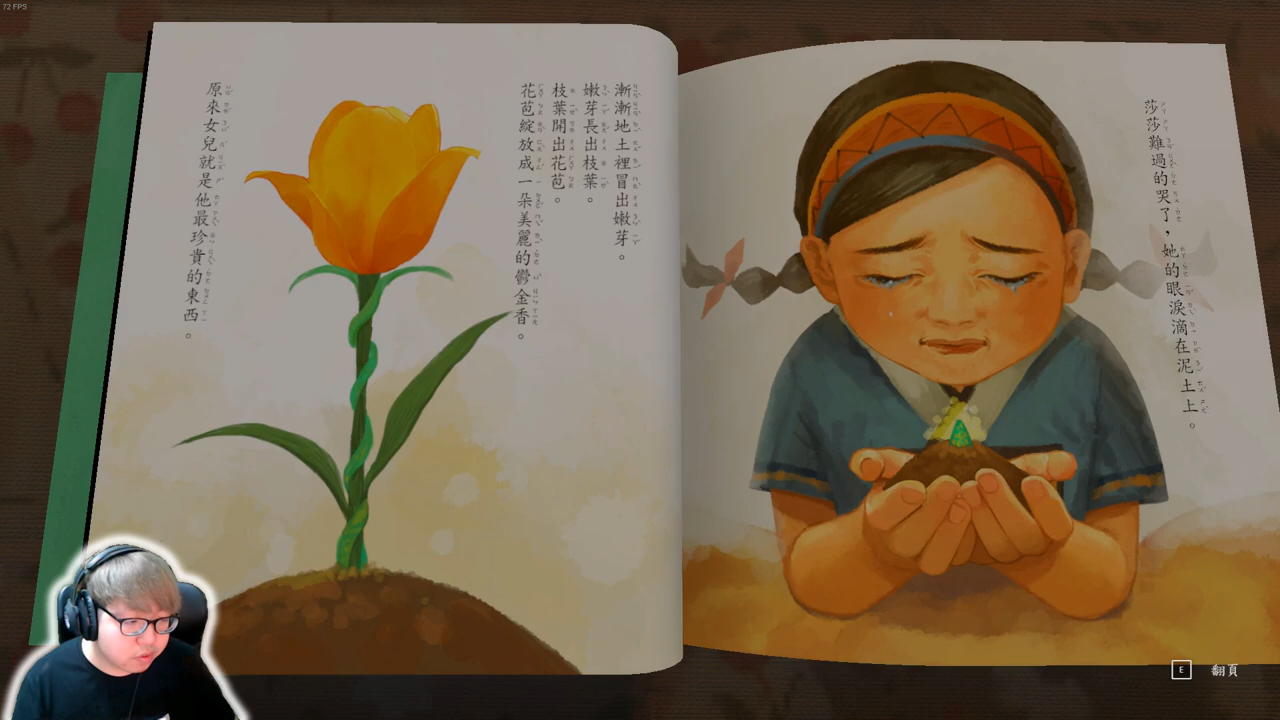 72 FPS
莎莎難過的哭了，她的眼淚滴在泥土上。
漸漸地土裡冒出嫩芽。
嫩芽長出枝葉。
枝葉開出花苞。
花苞綻放成一朵美麗的鬱金香。
原來女兒就是他最珍貴的東西。
E 翻頁